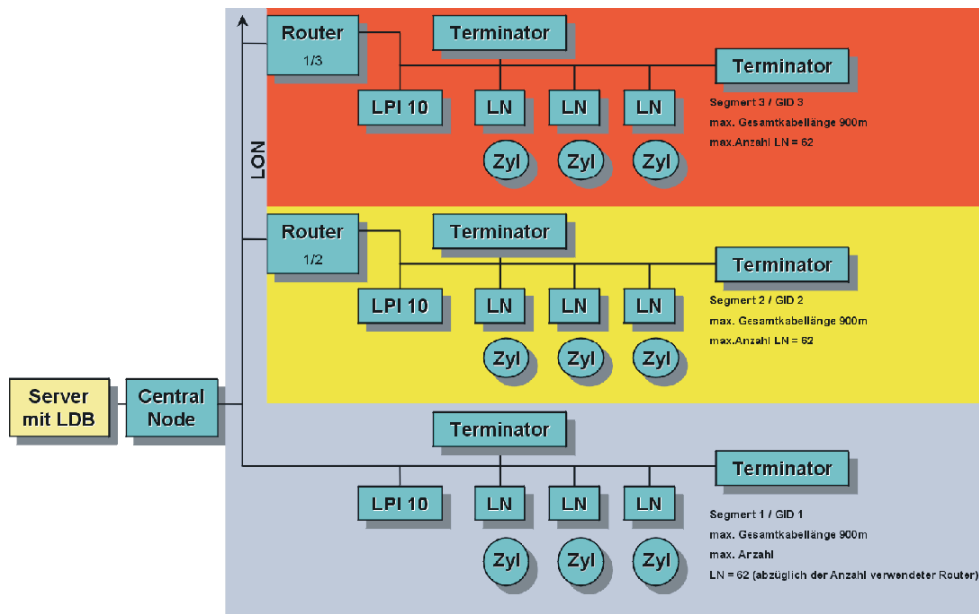 Router
1/3
Terminator
Terminator
LPI 10
LN
LN
LN
Zyl
Zyl
Zyl
Segmert 3 / GID 3
max. Gesamtkabellänge 900m
max.Anzahl LN = 62
LON
Router
1/2
Terminator
Terminator
LPI 10
LN
LN
LN
Zyl
Zyl
Zyl
Segment 2 / GID 2
max. Gesamtkabellänge 900m
max.Anzahl LN = 62
Server
mit LDB
Central
Node
Terminator
Terminator
LPI 10
LN
LN
LN
Zyl
Zyl
Zyl
Segmert 1 / GID 1
max. Gesamtkabellänge 900m
max. Anzahl
LN = 62 (abzüglich der Anzahl verwendeter Router)